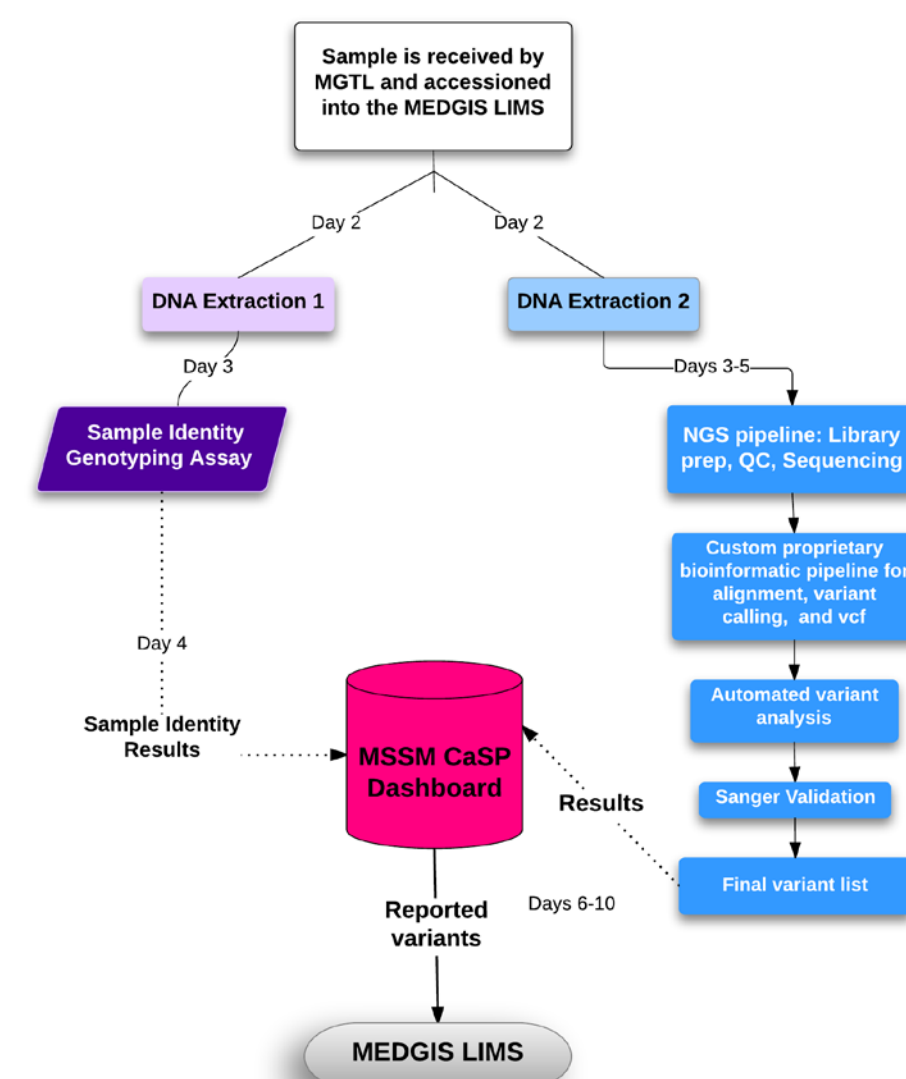 Sample is received by
MGTL and accessioned
into the MEDGIS LIMS
Day 2
Day 2
DNA Extraction 1
DNA Extraction 2
Day 3
Days 3-5
Sample Identity
Genotyping Assay
NGS pipeline: Library
prep, QC, Sequencing
Custom proprietary
bioinformatic pipeline for
alignment, variant
calling, and vcf
Day 4
Automated variant
analysis
Sample Identity
Results
MSSM CaSP
Dashboard
Sanger Validation
Results
Final variant list
Reported
variants
Days 6-10
MEDGIS LIMS